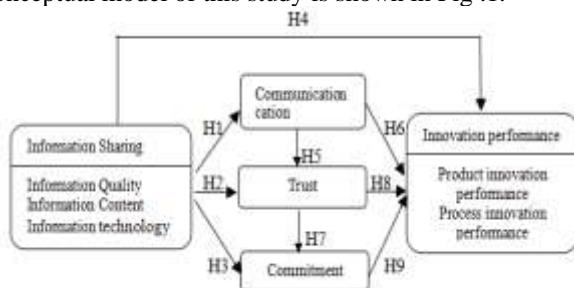 onceptual model of this study is shown in Fig .1.
H4
Communication
cation
H1
H6
Information Sharing
Innovation performance
H5
Information Quality
Information Content
Information technology
H2
Trust
H8
Product innovation
performance
Process innovation
performance
H7
H3
Commitment
H9